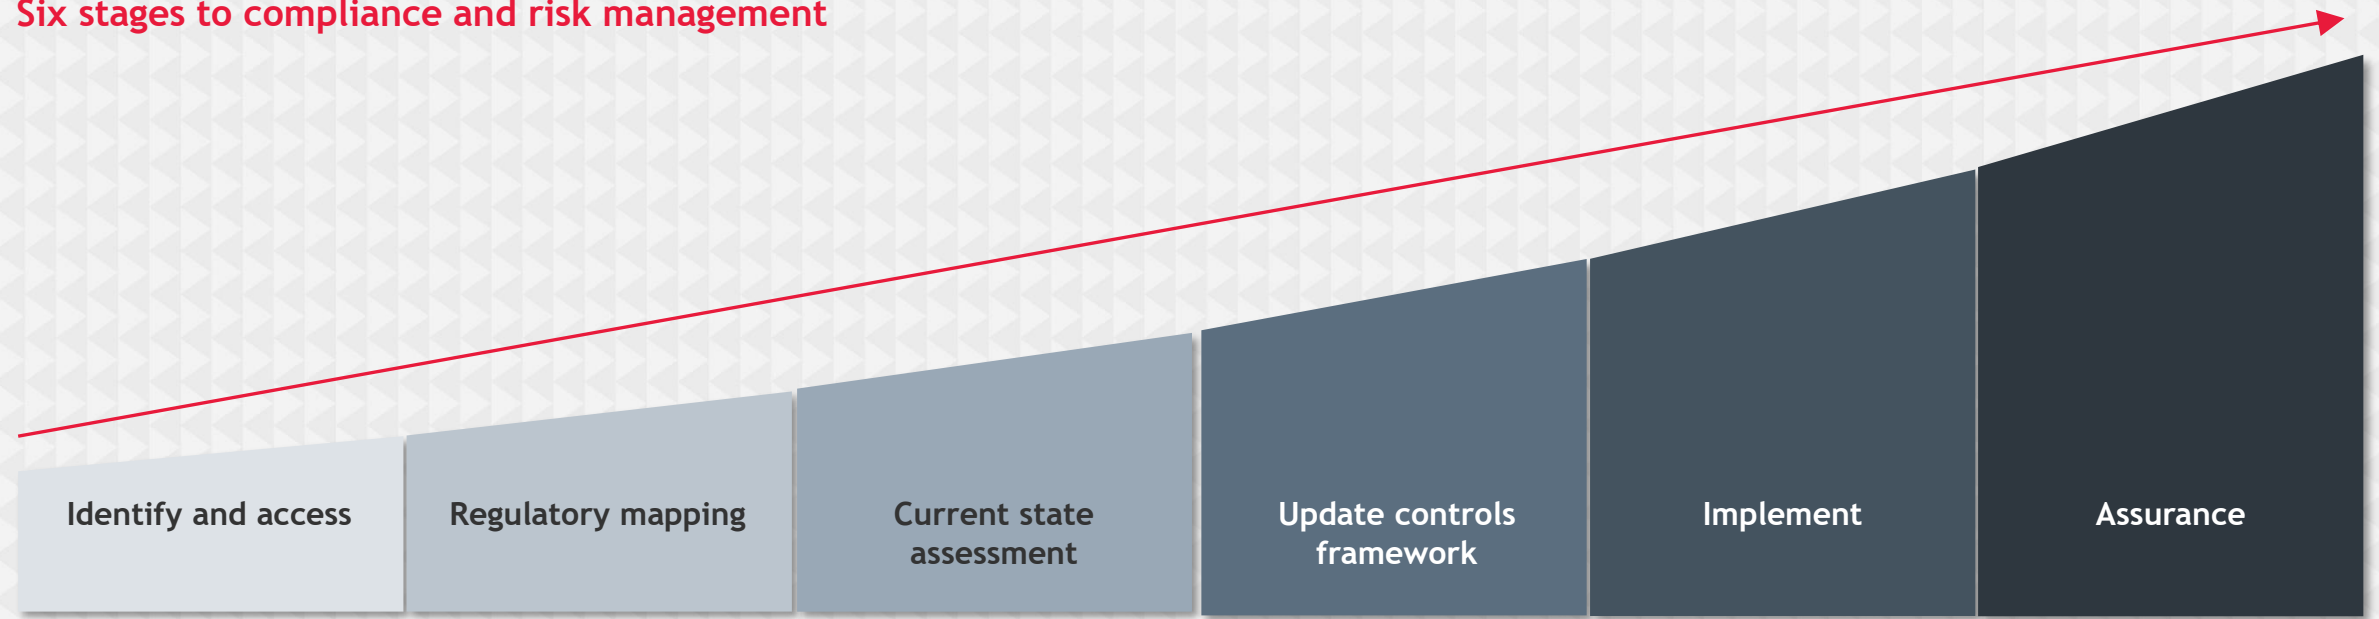 Six stages to compliance and risk management
Identify and access
Regulatory mapping
Current state
assessment
Update controls
framework
Implement
Assurance